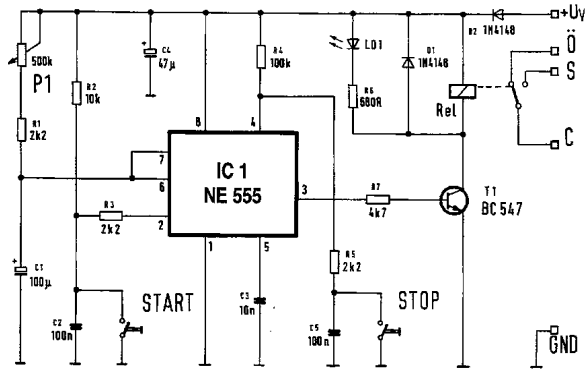 +Uv
D2
1N4148
Ö
S
C
500k
P1
C4
47µ
R4
100k
LD1
D1
1N4148
R2
10k
R6
680R
Rel
R1
2k2
8
4
7
6
IC 1
NE 555
3
R7
4k7
T1
BC 547
R3
2k2
2
1
5
R5
2k2
C1
100µ
START
C3
10n
STOP
C2
100n
C5
100n
GND